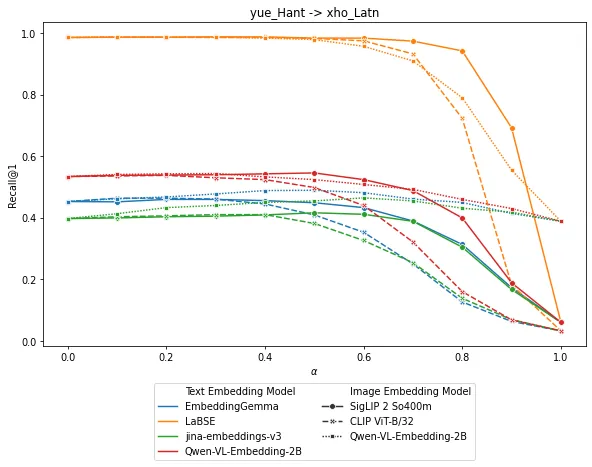 yue_Hant -> xho_Latn
Recall@1
1.0
0.8
0.6
0.4
0.2
0.0
0.0 0.2 0.4 0.6 0.8 1.0
α
Text Embedding Model
EmbeddingGemma
LaBSE
jina-embeddings-v3
Qwen-VL-Embedding-2B
Image Embedding Model
SigLIP 2 So400m
CLIP ViT-B/32
Qwen-VL-Embedding-2B